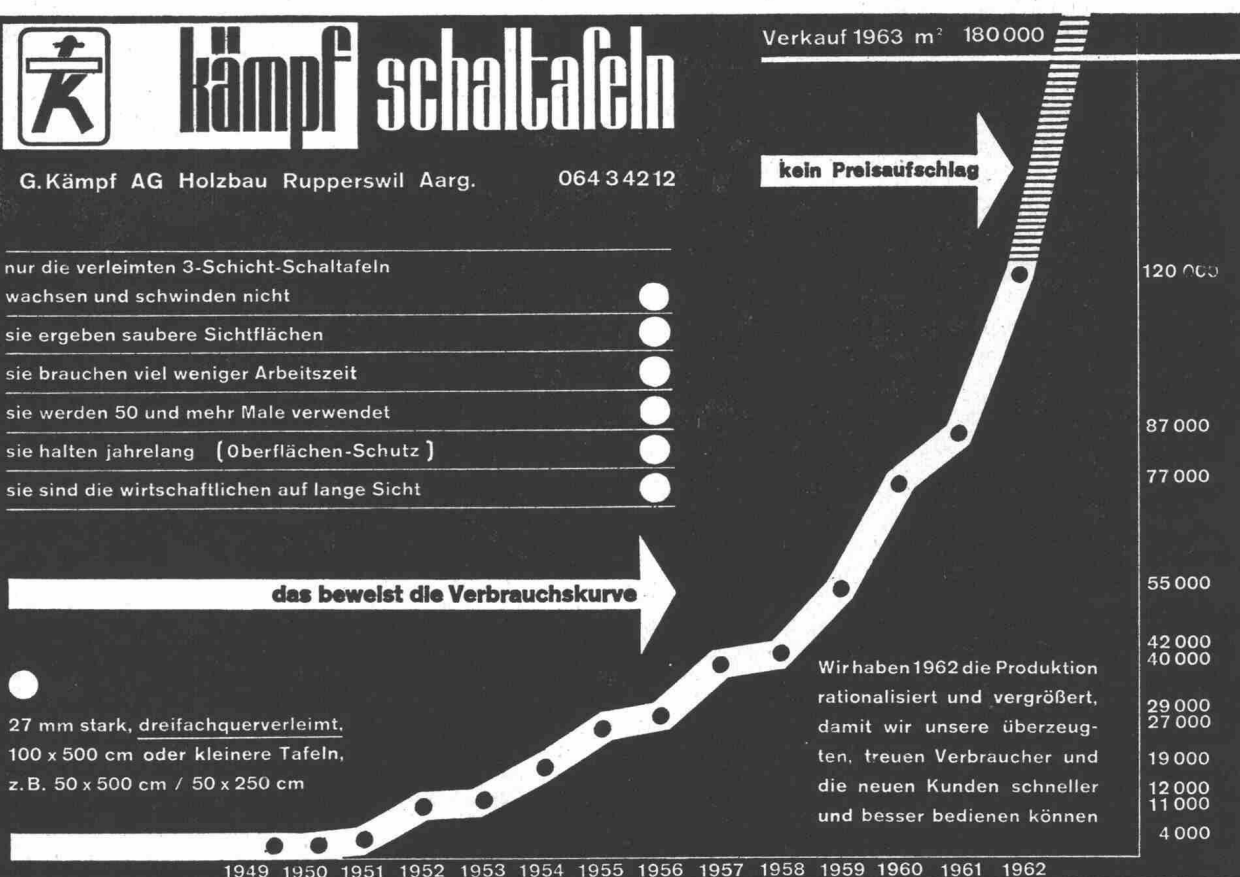 kämpf schaltafeln
G.Kämpf AG Holzbau Rupperswil Aarg. 064 3 42 12
nur die verleimten 3-Schicht-Schaltafeln
wachsen und schwinden nicht
sie ergeben saubere Sichtflächen
sie brauchen viel weniger Arbeitszeit
sie werden 50 und mehr Male verwendet
sie halten jahrelang [Oberflächen-Schutz]
sie sind die wirtschaftlichen auf lange Sicht
das beweist die Verbrauchskurve
27 mm stark, dreifachquerverleimt,
100 x 500 cm oder kleinere Tafeln,
z.B. 50 x 500 cm / 50 x 250 cm
Verkauf 1963 m² 180 000
kein Preisaufschlag
Wir haben 1962 die Produktion
rationalisiert und vergrößert,
damit wir unsere überzeug-
ten, treuen Verbraucher und
die neuen Kunden schneller
und besser bedienen können
120 000
87 000
77 000
55 000
42 000
40 000
29 000
27 000
19 000
12 000
11 000
4 000
1949 1950 1951 1952 1953 1954 1955 1956 1957 1958 1959 1960 1961 1962